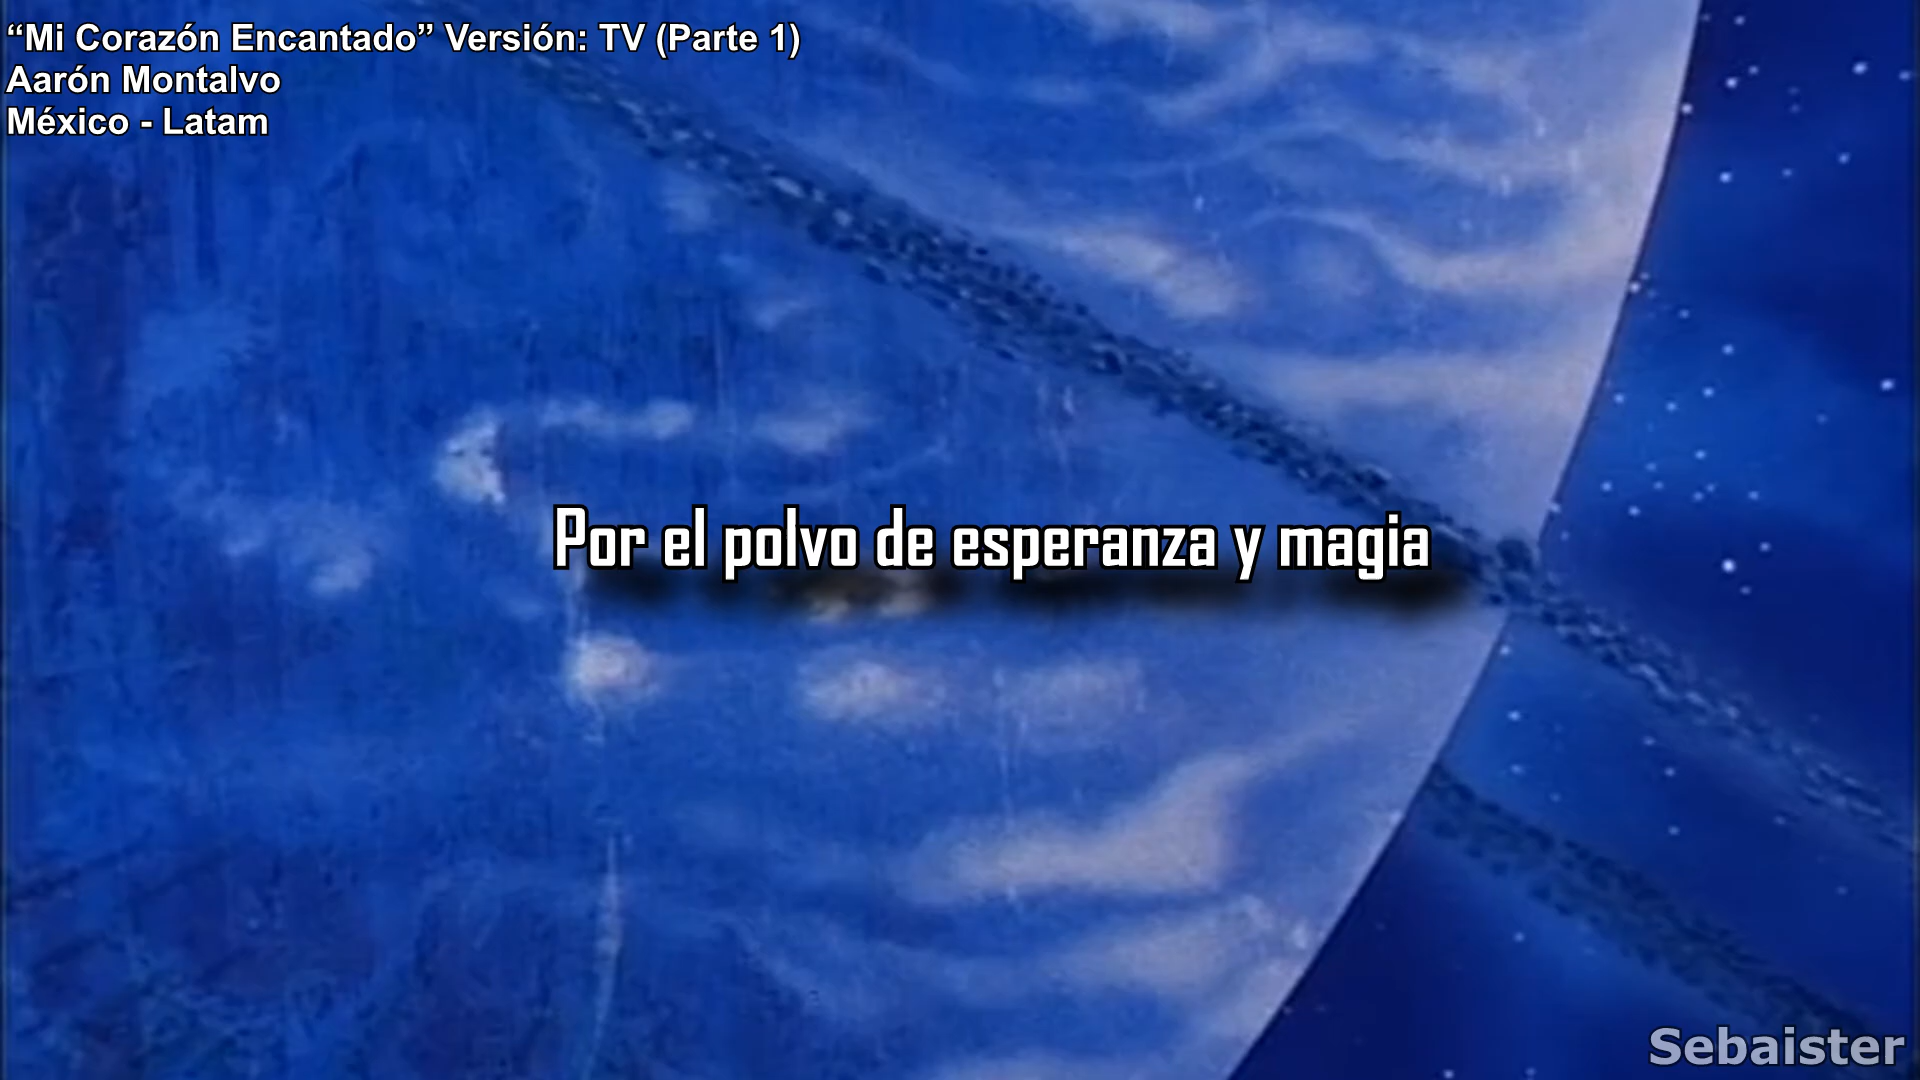 “Mi Corazón Encantado” Versión: TV (Parte 1)
Aarón Montalvo
México - Latam
Por el polvo de esperanza y magia
Sebaister